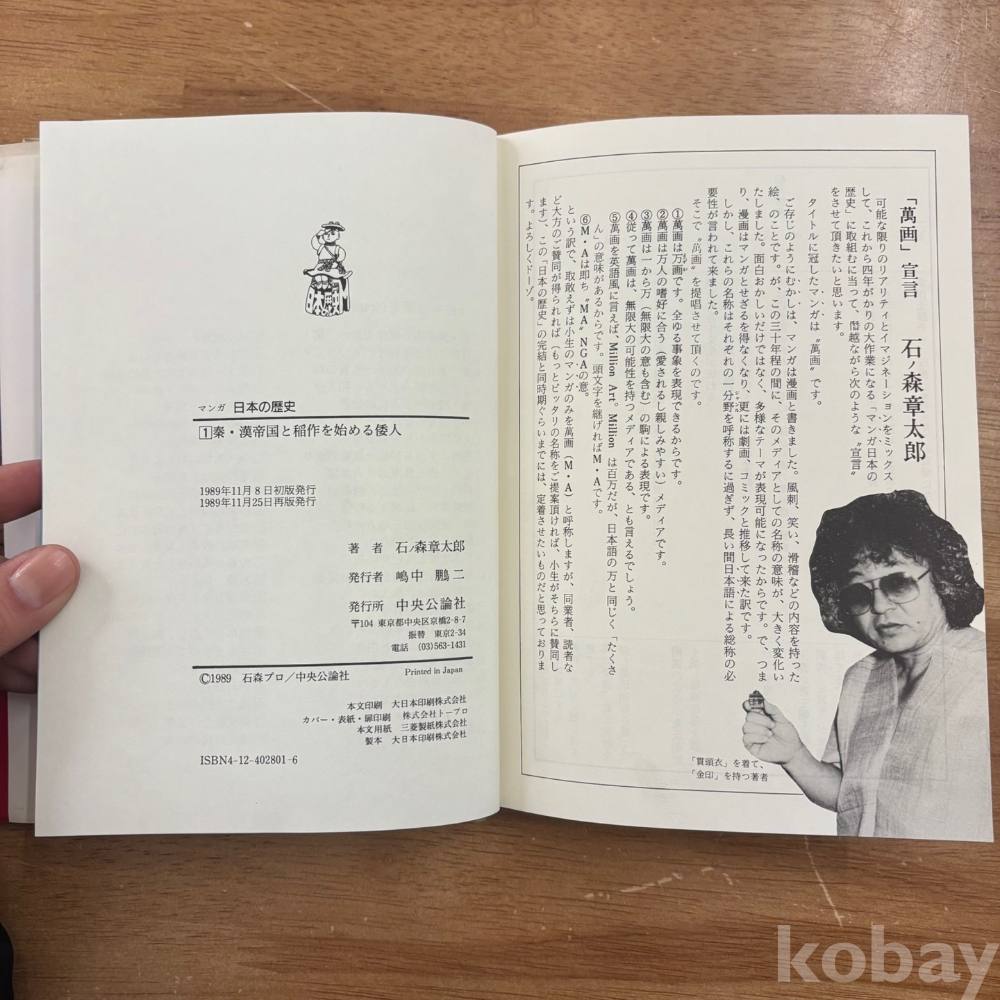 マンガ 日本の歴史
1 秦・漢帝国と稲作を始める倭人
1989年11月8日初版発行
1989年11月25日再版発行
著者 石ノ森章太郎
発行者 嶋中鵬二
発行所 中央公論社
〒104 東京都中央区京橋2-8-7
振替 東京2-34
電話 (03)563-1431
©1989 石森プロ/中央公論社 Printed in Japan
本文印刷 大日本印刷株式会社
カバー・表紙・扉印刷 株式会社トープロ
本文用紙 三菱製紙株式会社
製本 大日本印刷株式会社
ISBN4-12-402801-6
「萬画」宣言 石ノ森章太郎
可能な限りのリアリティとイマジネーションをミックス
して、これから四年がかりの大作業になる「マンガ日本の
歴史」に取組むに当って、僭越ながら次のような〝宣言〟
をさせて頂きたいと思います。
タイトルに冠したマンガは〝萬画〟です。
ご存じのようにむかしは、マンガは漫画と書きました。風刺、笑い、滑稽などの内容を持った
絵、のことです。が、この三十年程の間に、そのメディアとしての名称の意味が、大きく変化い
たしました。面白おかしいだけではなく、多様なテーマが表現可能になったからです。で、つま
り、漫画はマンガとせざるを得なくなり、更には劇画、コミックと推移して来た訳です。
しかし、これらの名称はそれぞれの一分野を呼称するに過ぎず、長い間日本語による総称の必
要性が言われて来ました。
そこで〝萬画〟を提唱させて頂くのです。
①萬画は万画です。全ゆる事象を表現できるからです。
②萬画は万人の嗜好に合う(愛されるし親しみやすい)メディアです。
③萬画は一から万(無限大の意も含む)の駒による表現です。
④従って萬画は、無限大の可能性を持つメディアである、とも言えるでしょう。
⑤萬画を英語風に言えば Million Art。Million は百万だが、日本語の万と同じく「たくさ
ん」の意味があるからです。頭文字を継げればM・Aです。
⑥M・Aは即ち〝MA〟NGAの意。
という訳で、取敢えずは小生のマンガのみを萬画(M・A)と呼称しますが、同業者、読者な
ど大方のご賛同が得られれば(もっとピッタリの名称をご提案頂ければ、小生がそちらに賛同し
ます)、この「日本の歴史」の完結と同時期ぐらいまでには、定着させたいものだと思っておりま
す。よろしくドーゾ。
「貫頭衣」を着て、
「金印」を持つ著者
kobay